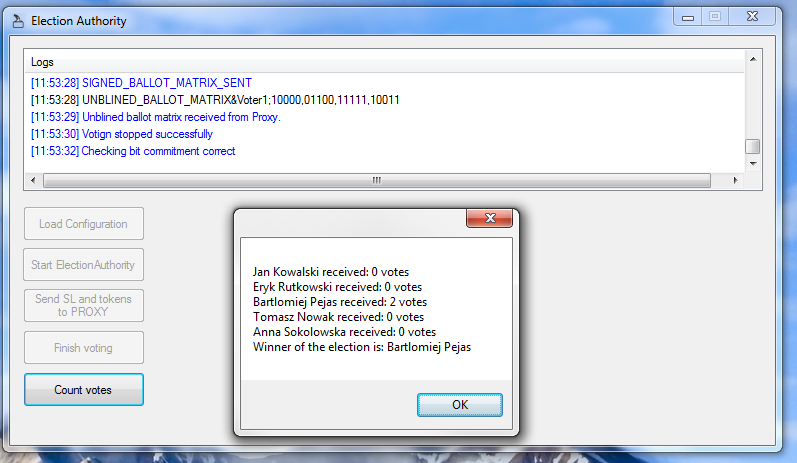 Election Authority
Logs
[11:53:28] SIGNED_BALLOT_MATRIX_SENT
[11:53:28] UNBLINED_BALLOT_MATRIX&Voter1;10000,01100,11111,10011
[11:53:29] Unblined ballot matrix received from Proxy.
[11:53:30] Votign stopped successfully
[11:53:32] Checking bit commitment correct
Load Configuration
Start ElectionAuthority
Send SL and tokens
to PROXY
Finish voting
Count votes
Jan Kowalski received: 0 votes
Eryk Rutkowski received: 0 votes
Bartlomiej Pejas received: 2 votes
Tomasz Nowak received: 0 votes
Anna Sokolowska received: 0 votes
Winner of the election is: Bartlomiej Pejas
OK